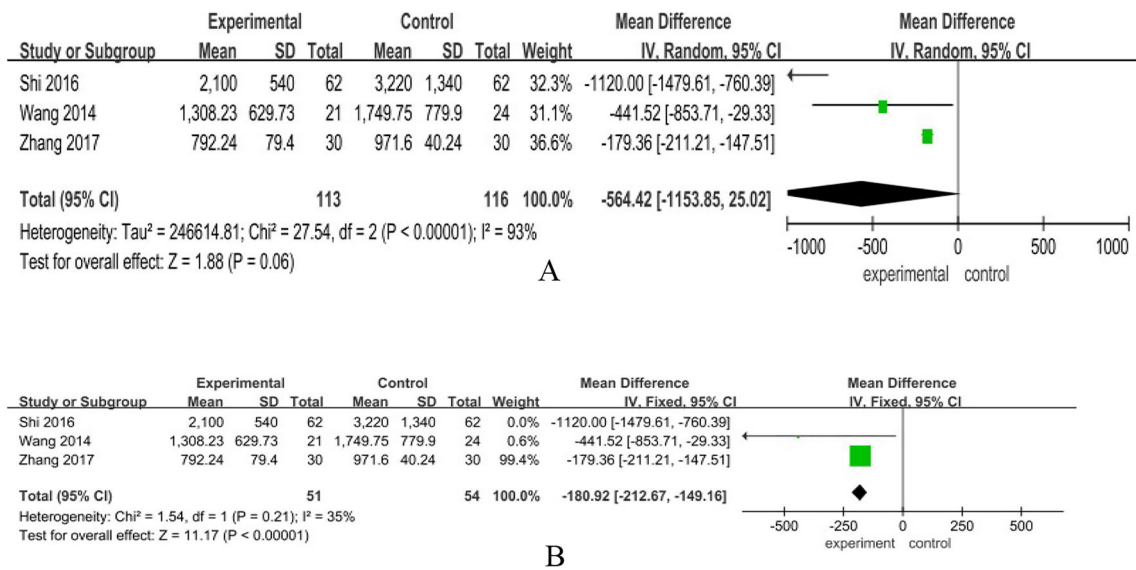 Experimental Control Mean Difference Mean Difference
Study or Subgroup Mean SD Total Mean SD Total Weight IV, Random, 95% CI IV, Random, 95% CI
Shi 2016 2,100 540 62 3,220 1,340 62 32.3% -1120.00 [-1479.61, -760.39]
Wang 2014 1,308.23 629.73 21 1,749.75 779.9 24 31.1% -441.52 [-853.71, -29.33]
Zhang 2017 792.24 79.4 30 971.6 40.24 30 36.6% -179.36 [-211.21, -147.51]
Total (95% CI) 113 116 100.0% -564.42 [-1153.85, 25.02]
Heterogeneity: Tau² = 246614.81; Chi² = 27.54, df = 2 (P < 0.00001); I² = 93%
Test for overall effect: Z = 1.88 (P = 0.06)
-1000 -500 0 500 1000
experimental control
A
Experimental Control Mean Difference Mean Difference
Study or Subgroup Mean SD Total Mean SD Total Weight IV, Fixed, 95% CI IV, Fixed, 95% CI
Shi 2016 2,100 540 62 3,220 1,340 62 0.0% -1120.00 [-1479.61, -760.39]
Wang 2014 1,308.23 629.73 21 1,749.75 779.9 24 0.6% -441.52 [-853.71, -29.33]
Zhang 2017 792.24 79.4 30 971.6 40.24 30 99.4% -179.36 [-211.21, -147.51]
Total (95% CI) 51 54 100.0% -180.92 [-212.67, -149.16]
Heterogeneity: Chi² = 1.54, df = 1 (P = 0.21); I² = 35%
Test for overall effect: Z = 11.17 (P < 0.00001)
-500 -250 0 250 500
experiment control
B